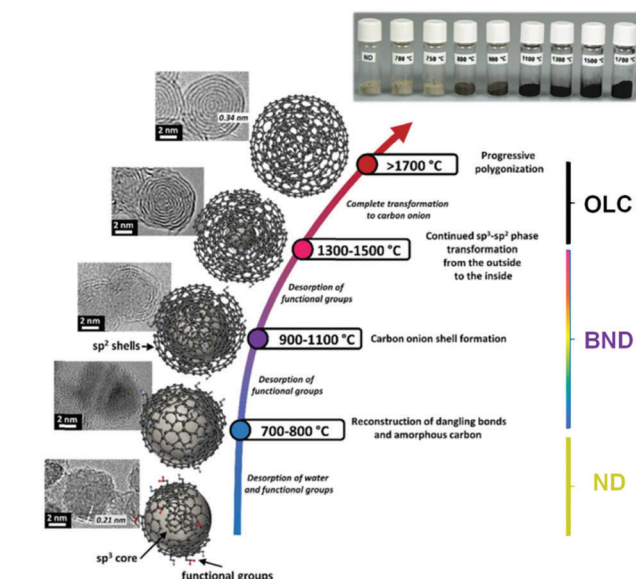 ND
700 °C
750 °C
800 °C
900 °C
1100 °C
1300 °C
1500 °C
1700 °C
2 nm
0.34 nm
>1700 °C
Progressive
polygonization
Complete transformation
to carbon onion
OLC
2 nm
1300-1500 °C
Continued sp³-sp² phase
transformation
from the outside
to the inside
Desorption of
functional groups
2 nm
sp² shells
900-1100 °C
Carbon onion shell formation
BND
Desorption of
functional groups
2 nm
700-800 °C
Reconstruction of dangling bonds
and amorphous carbon
Desorption of water
and functional groups
ND
2 nm
0.21 nm
sp³ core
functional groups